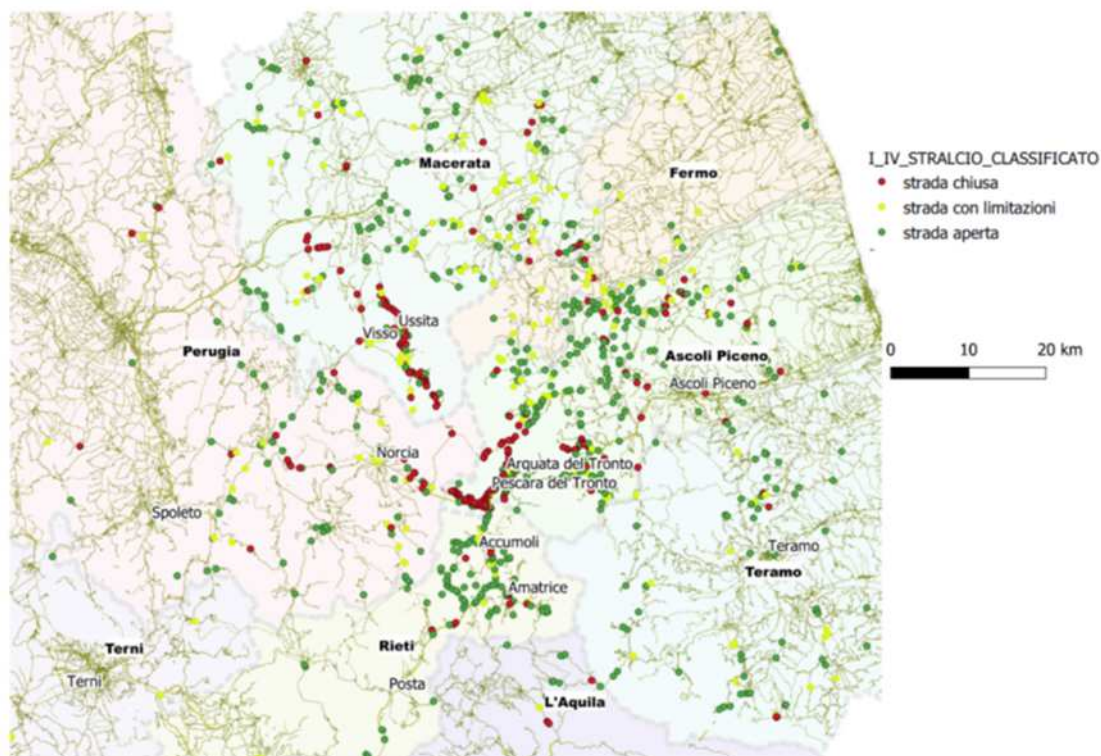 I_IV_STRALCIO_CLASSIFICATO
strada chiusa
strada con limitazioni
strada aperta
0 10 20 km
Macerata
Fermo
Ussita
Visso
Perugia
Ascoli Piceno
Ascoli Piceno
Norcia
Arquata del Tronto
Pescara del Tronto
Spoleto
Accumoli
Teramo
Teramo
Amatrice
Terni
Rieti
Terni
Posta
L'Aquila